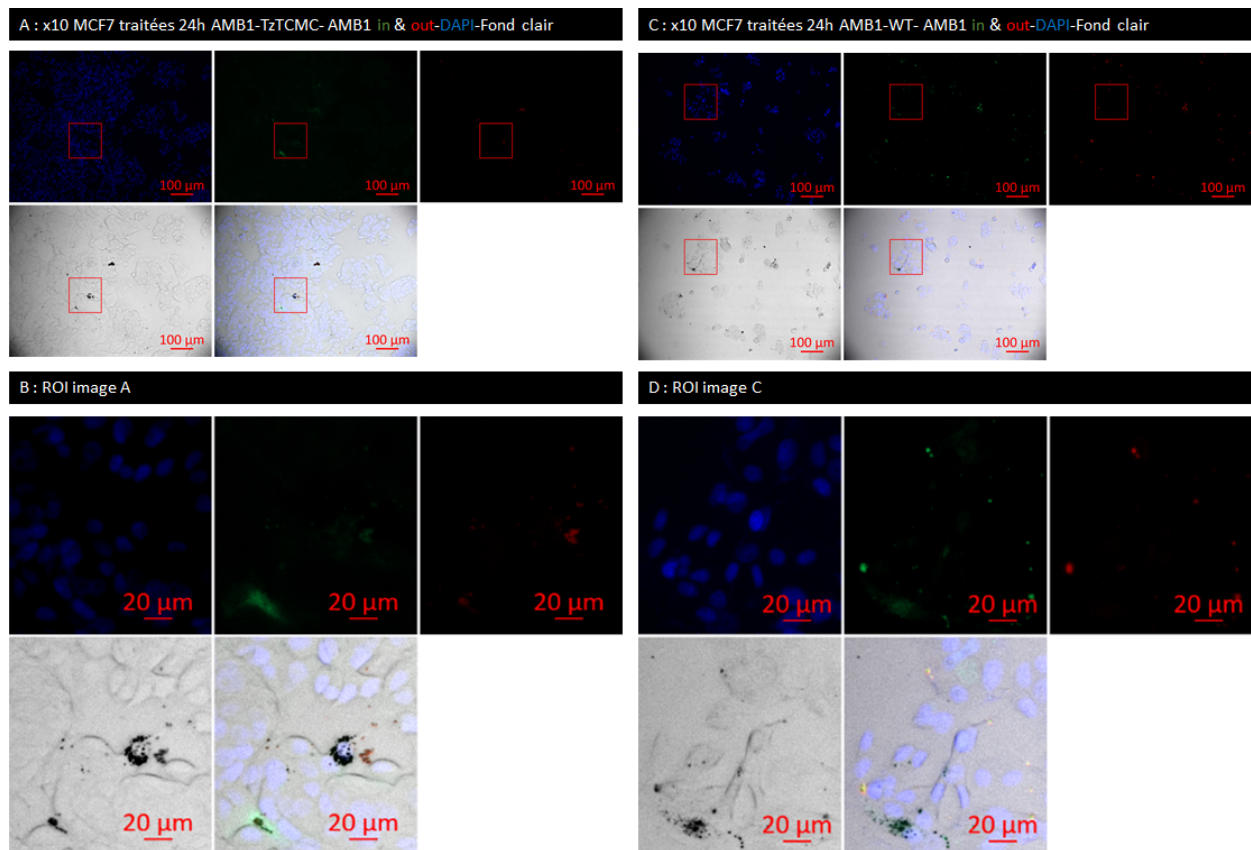 A : x10 MCF7 traitées 24h AMB1-TzTCMC- AMB1 in & out-DAPI-Fond clair
100 µm
100 µm
100 µm
100 µm
100 µm
B : ROI image A
20 µm
20 µm
20 µm
20 µm
20 µm
C : x10 MCF7 traitées 24h AMB1-WT- AMB1 in & out-DAPI-Fond clair
100 µm
100 µm
100 µm
100 µm
100 µm
D : ROI image C
20 µm
20 µm
20 µm
20 µm
20 µm